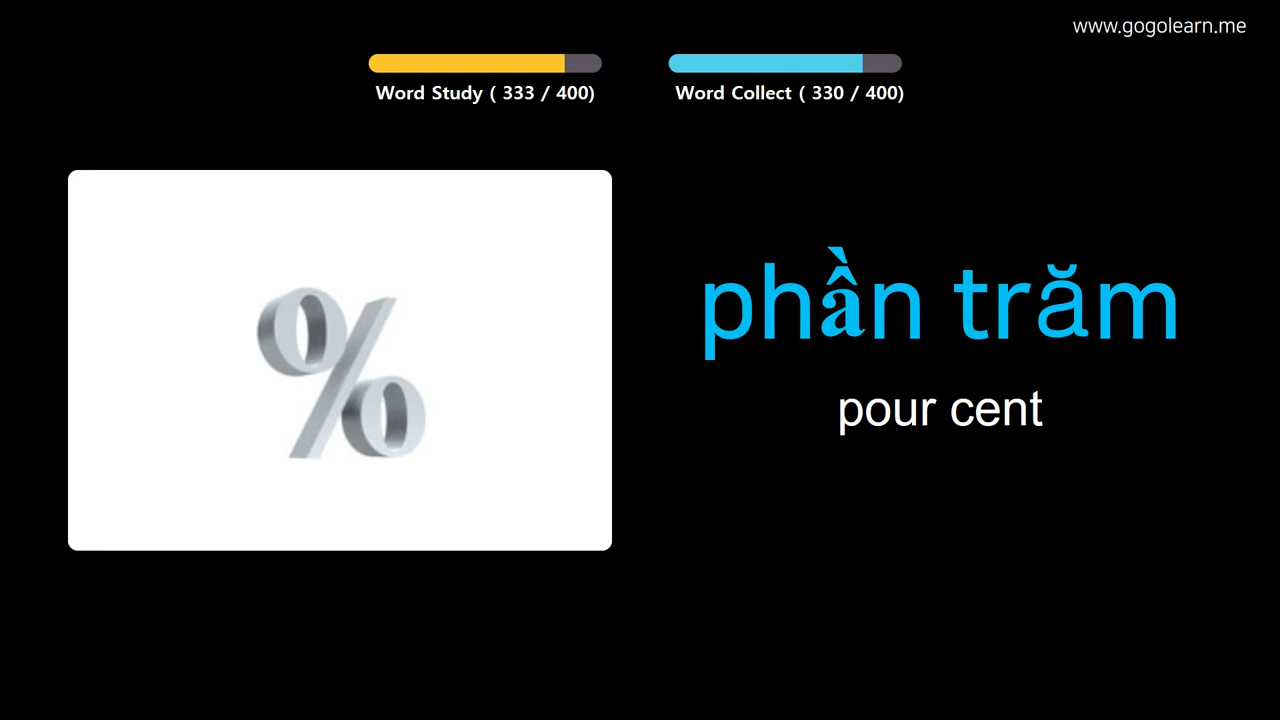 www.gogolearn.me
Word Study ( 333 / 400)
Word Collect ( 330 / 400)
%
phần trăm
pour cent